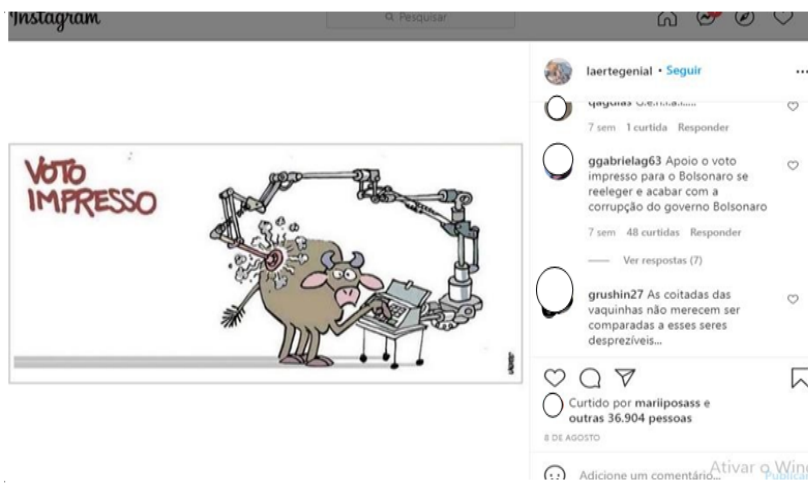 Instagram
Pesquisar
laertegenial • Seguir
7 sem 1 curtida Responder
ggabrielag63 Apoio o voto
impresso para o Bolsonaro se
reeleger e acabar com a
corrupção do governo Bolsonaro
7 sem 48 curtidas Responder
Ver respostas (7)
grushin27 As coitadas das
vaquinhas não merecem ser
comparadas a esses seres
desprezíveis...
Curtido por mariiposass e
outras 36.904 pessoas
8 DE AGOSTO
Adicione um comentário...
Publicar
Ativar o Win
VOTO
IMPRESSO